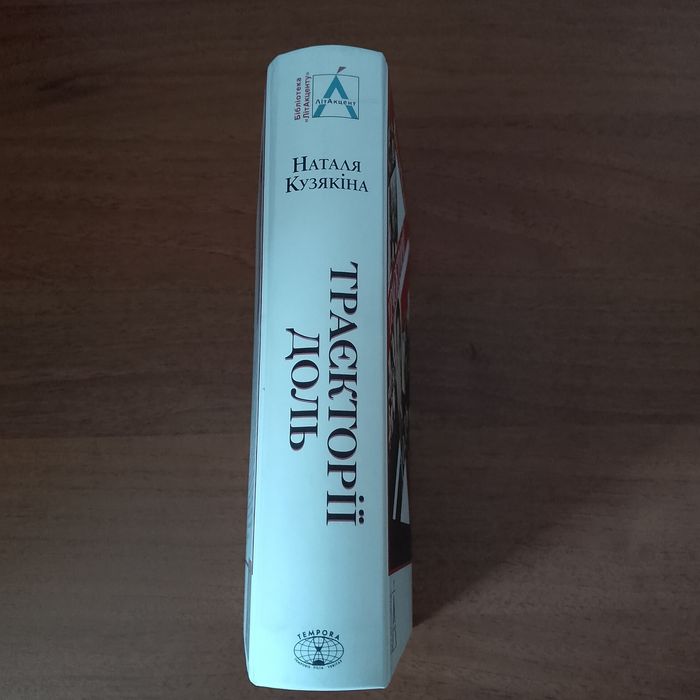 Бібліотека
«ЛітАкценту»
ЛітАкцент
НАТАЛЯ
КУЗЯКІНА
ТРАЄКТОРІЇ
ДОЛЬ
TEMPORA